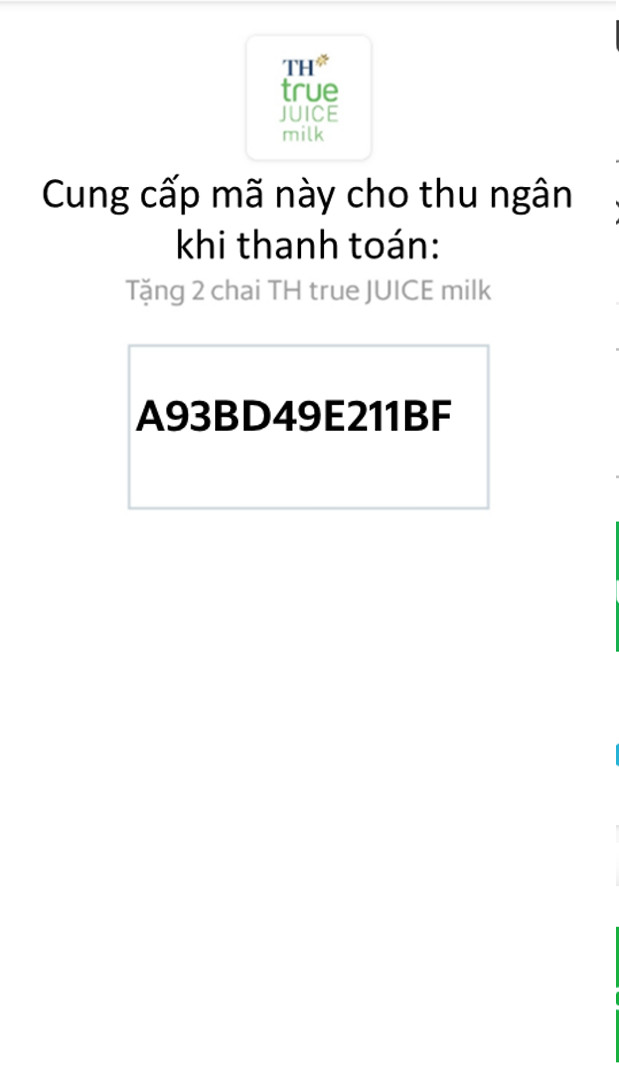 TH
true
JUICE
milk
Cung cấp mã này cho thu ngân
khi thanh toán:
Tặng 2 chai TH true JUICE milk
A93BD49E211BF